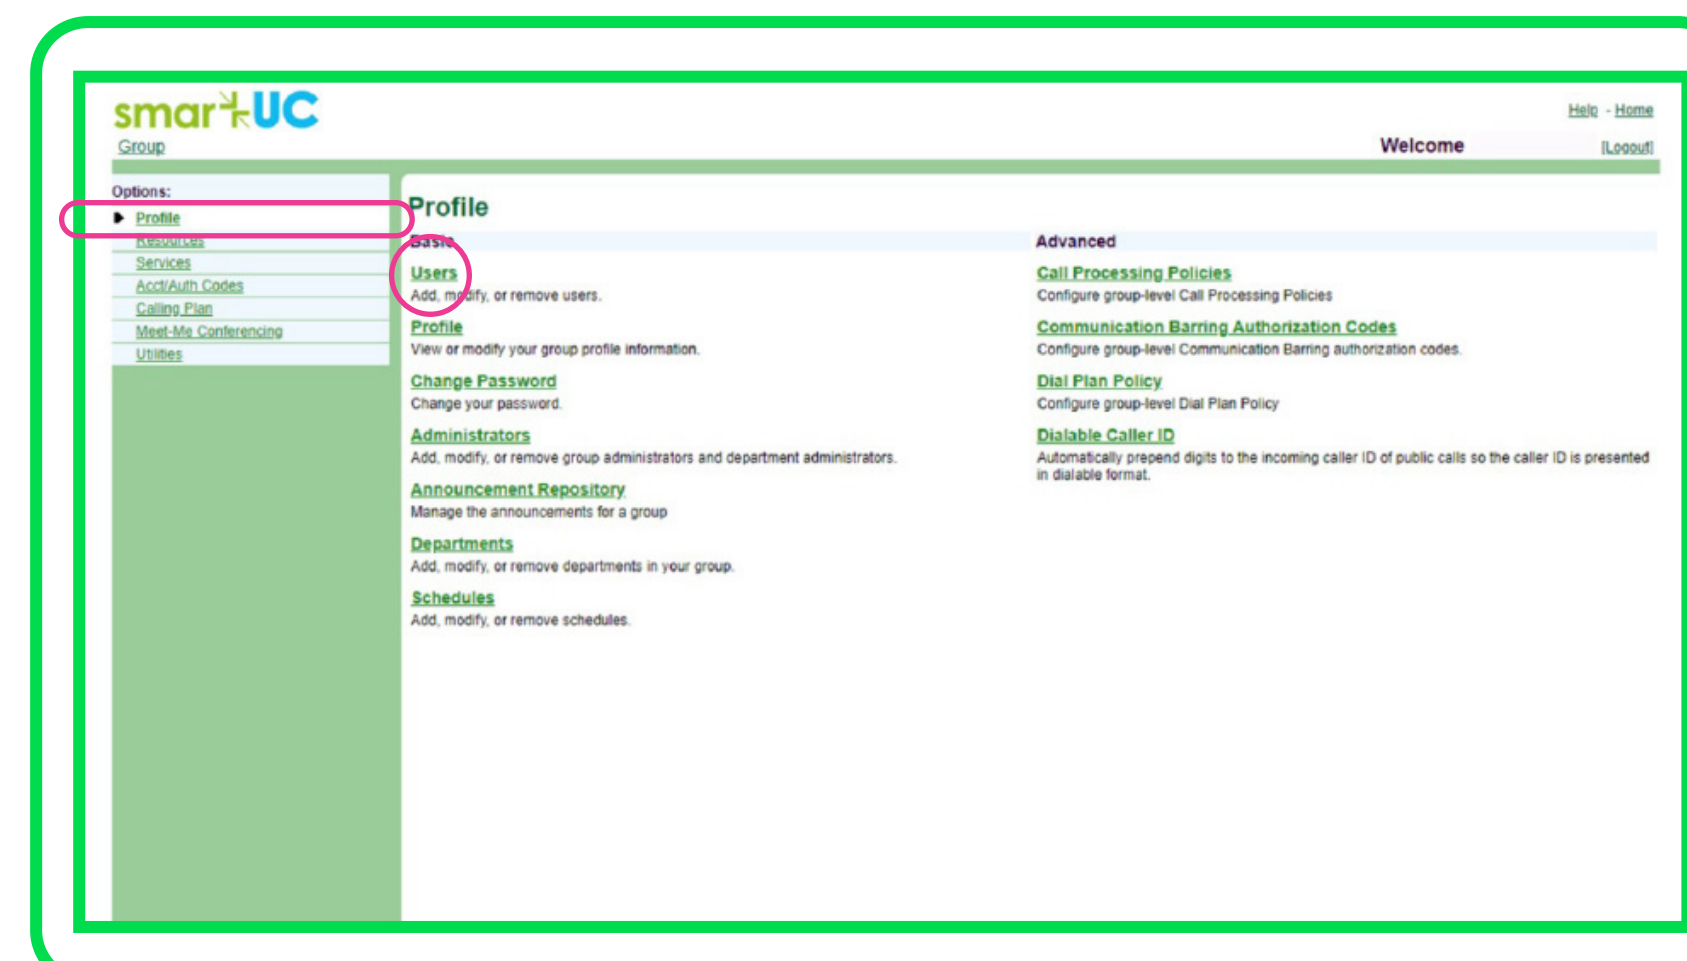 smartUC
Help - Home
Group
Welcome
[Logout]
Options:
Profile
Resources
Services
Acct/Auth Codes
Calling Plan
Meet-Me Conferencing
Utilities
Profile
Basic
Users
Add, modify, or remove users.
Profile
View or modify your group profile information.
Change Password
Change your password.
Administrators
Add, modify, or remove group administrators and department administrators.
Announcement Repository
Manage the announcements for a group
Departments
Add, modify, or remove departments in your group.
Schedules
Add, modify, or remove schedules.
Advanced
Call Processing Policies
Configure group-level Call Processing Policies
Communication Barring Authorization Codes
Configure group-level Communication Barring authorization codes.
Dial Plan Policy
Configure group-level Dial Plan Policy
Dialable Caller ID
Automatically prepend digits to the incoming caller ID of public calls so the caller ID is presented
in dialable format.